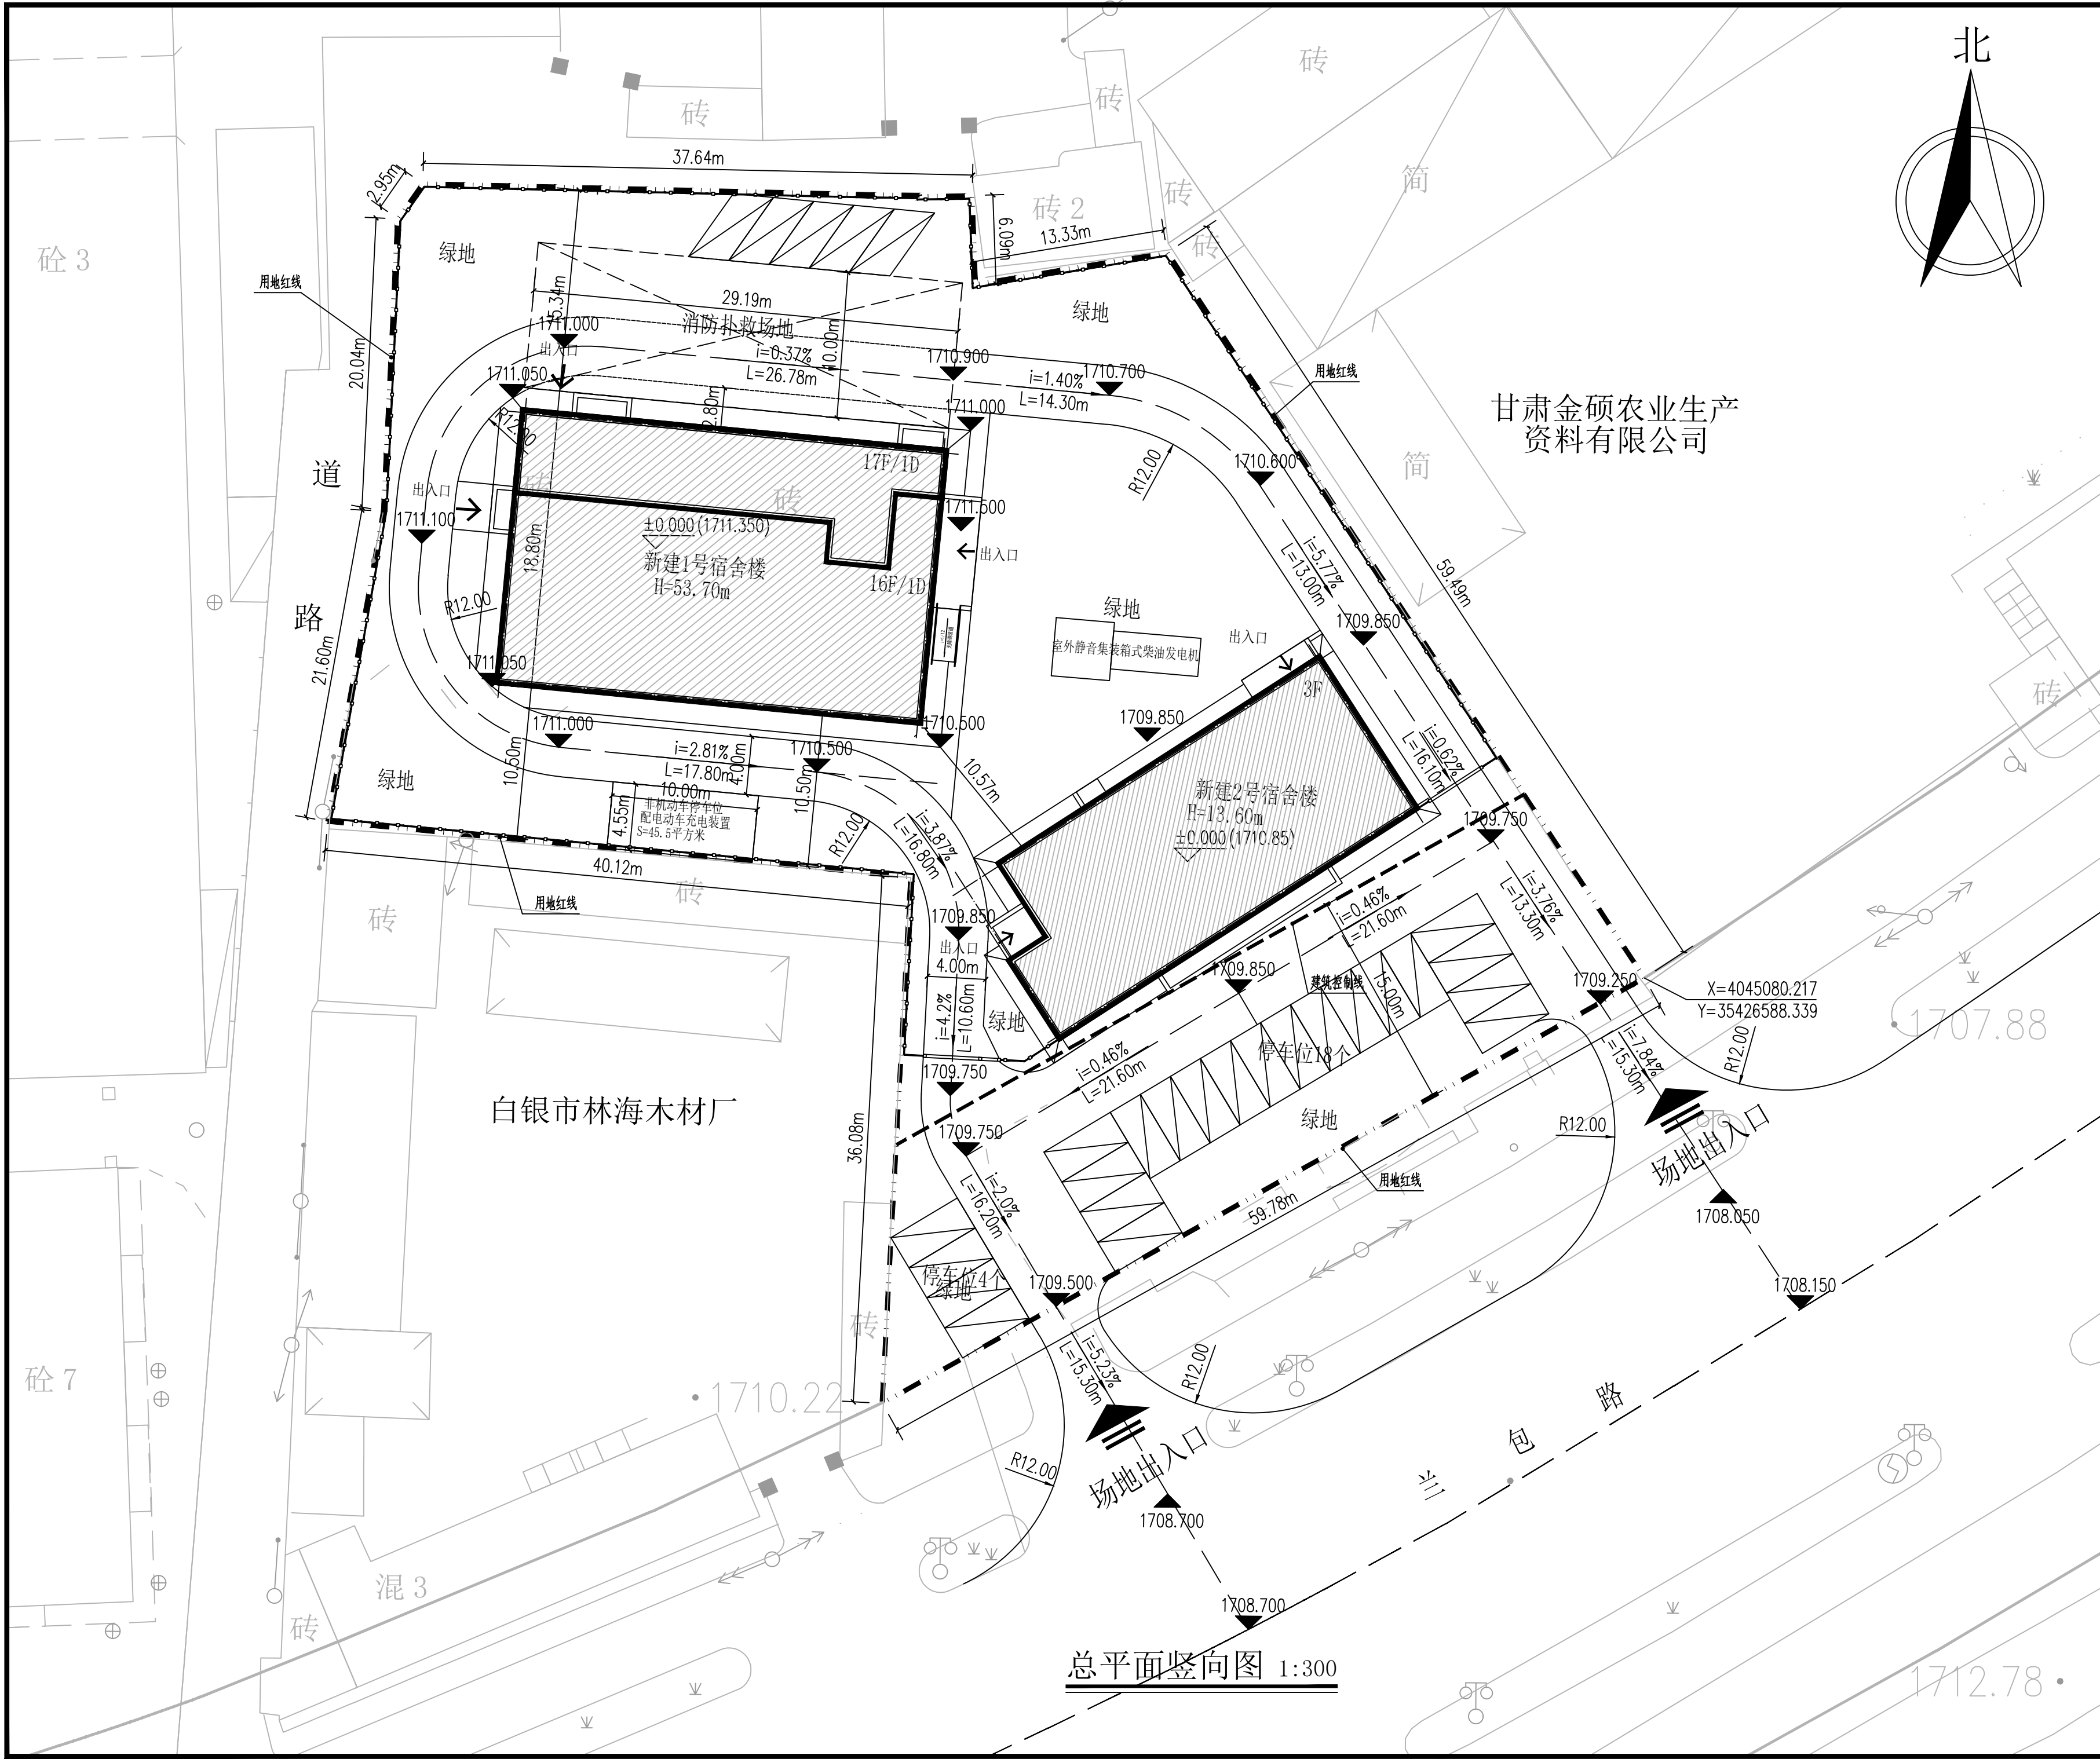 北
砖
砖
砖
简
砖
砖 2
砖
砼 3
37.64m
2.95m
6.09m
13.33m
绿地
绿地
用地红线
用地红线
5.34m
29.19m
消防扑救场地
10.00m
20.04m
1711.000
出入口
i=0.37%
L=26.78m
1710.900
1710.700
i=1.40%
L=14.30m
1711.050
2.80m
1711.000
R12.00
甘肃金硕农业生产
资料有限公司
简
道
路
17F/1D
R12.00
1710.600
出入口
砖
砖
1711.100
±0.000(1711.350)
1711.500
新建1号宿舍楼
H=53.70m
18.80m
16F/1D
出入口
i=5.77%
L=13.00m
59.49m
R12.00
绿地
1709.850
21.60m
室外静音集装箱式柴油发电机
出入口
3F
1711.050
砖
1711.000
1710.500
1709.850
i=2.81%
L=17.80m
1710.500
i=0.62%
L=16.10m
10.50m
4.00m
10.50m
10.57m
绿地
10.00m
非机动车停车位
配电动车充电装置
S=45.5平方米
4.55m
R12.00
i=3.87%
L=16.80m
新建2号宿舍楼
H=13.60m
±0.000(1710.85)
1709.750
40.12m
砖
砖
用地红线
1709.850
出入口
4.00m
i=0.46%
L=21.60m
i=3.76%
L=13.30m
1709.850
建筑控制线
15.00m
1709.250
X=4045080.217
Y=35426588.339
1707.88
i=4.2%
L=10.60m
绿地
停车位18个
i=0.46%
L=21.60m
1709.750
i=7.84%
L=15.30m
R12.00
白银市林海木材厂
绿地
R12.00
36.08m
1709.750
场地出入口
用地红线
i=2.0%
L=16.20m
59.78m
1708.050
停车位4个
绿地
1709.500
1708.150
砖
砼 7
1710.22
i=5.23%
L=15.30m
R12.00
兰 包 路
场地出入口
R12.00
1708.700
混 3
砖
1708.700
总平面竖向图 1:300
1712.78